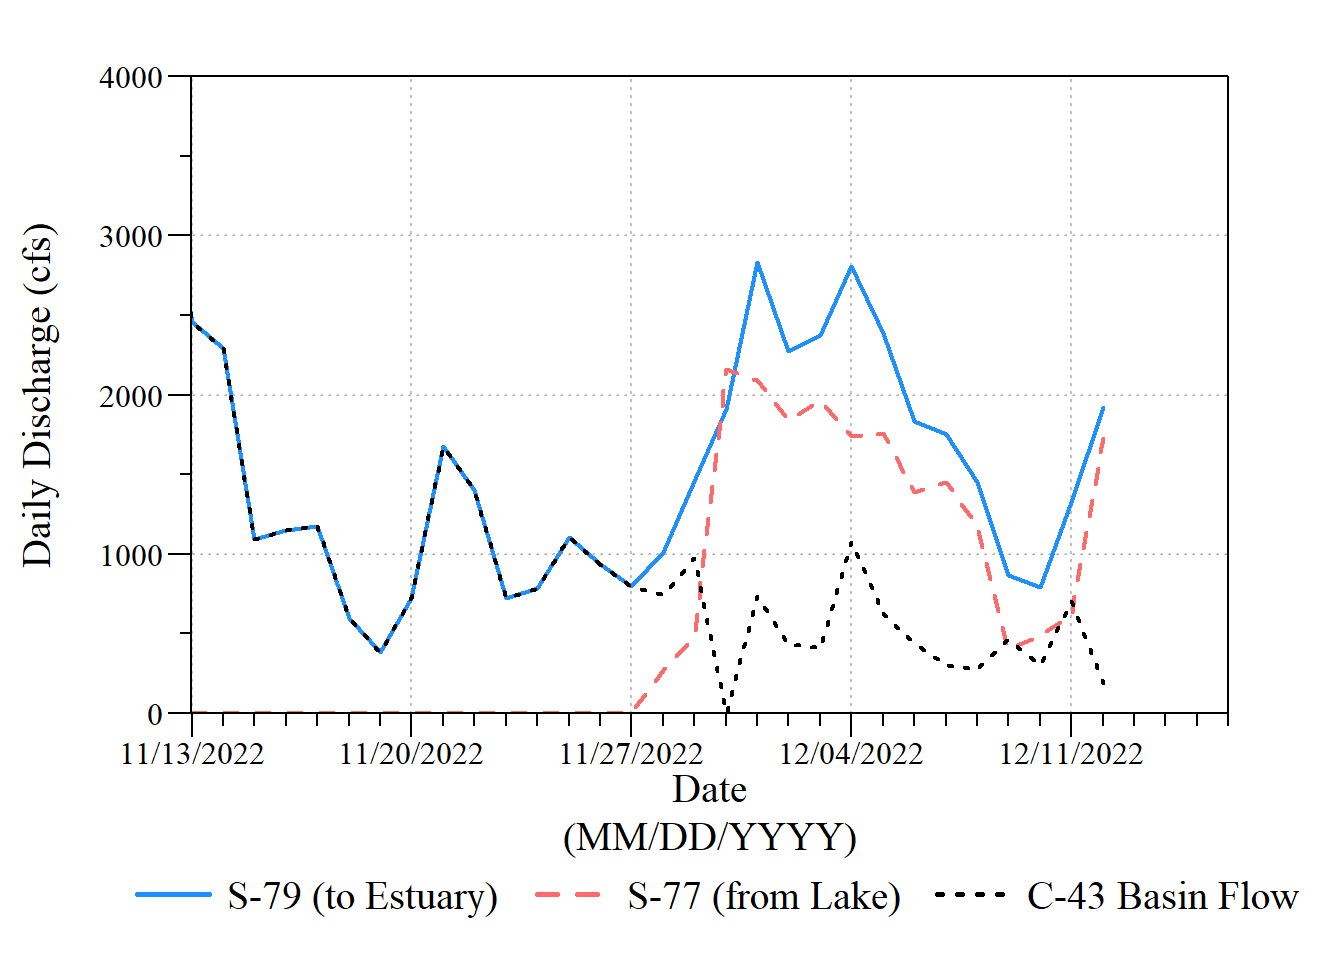 4000
3000
2000
1000
0
Daily Discharge (cfs)
11/13/2022 11/20/2022 11/27/2022 12/04/2022 12/11/2022
Date
(MM/DD/YYYY)
S-79 (to Estuary) S-77 (from Lake) C-43 Basin Flow